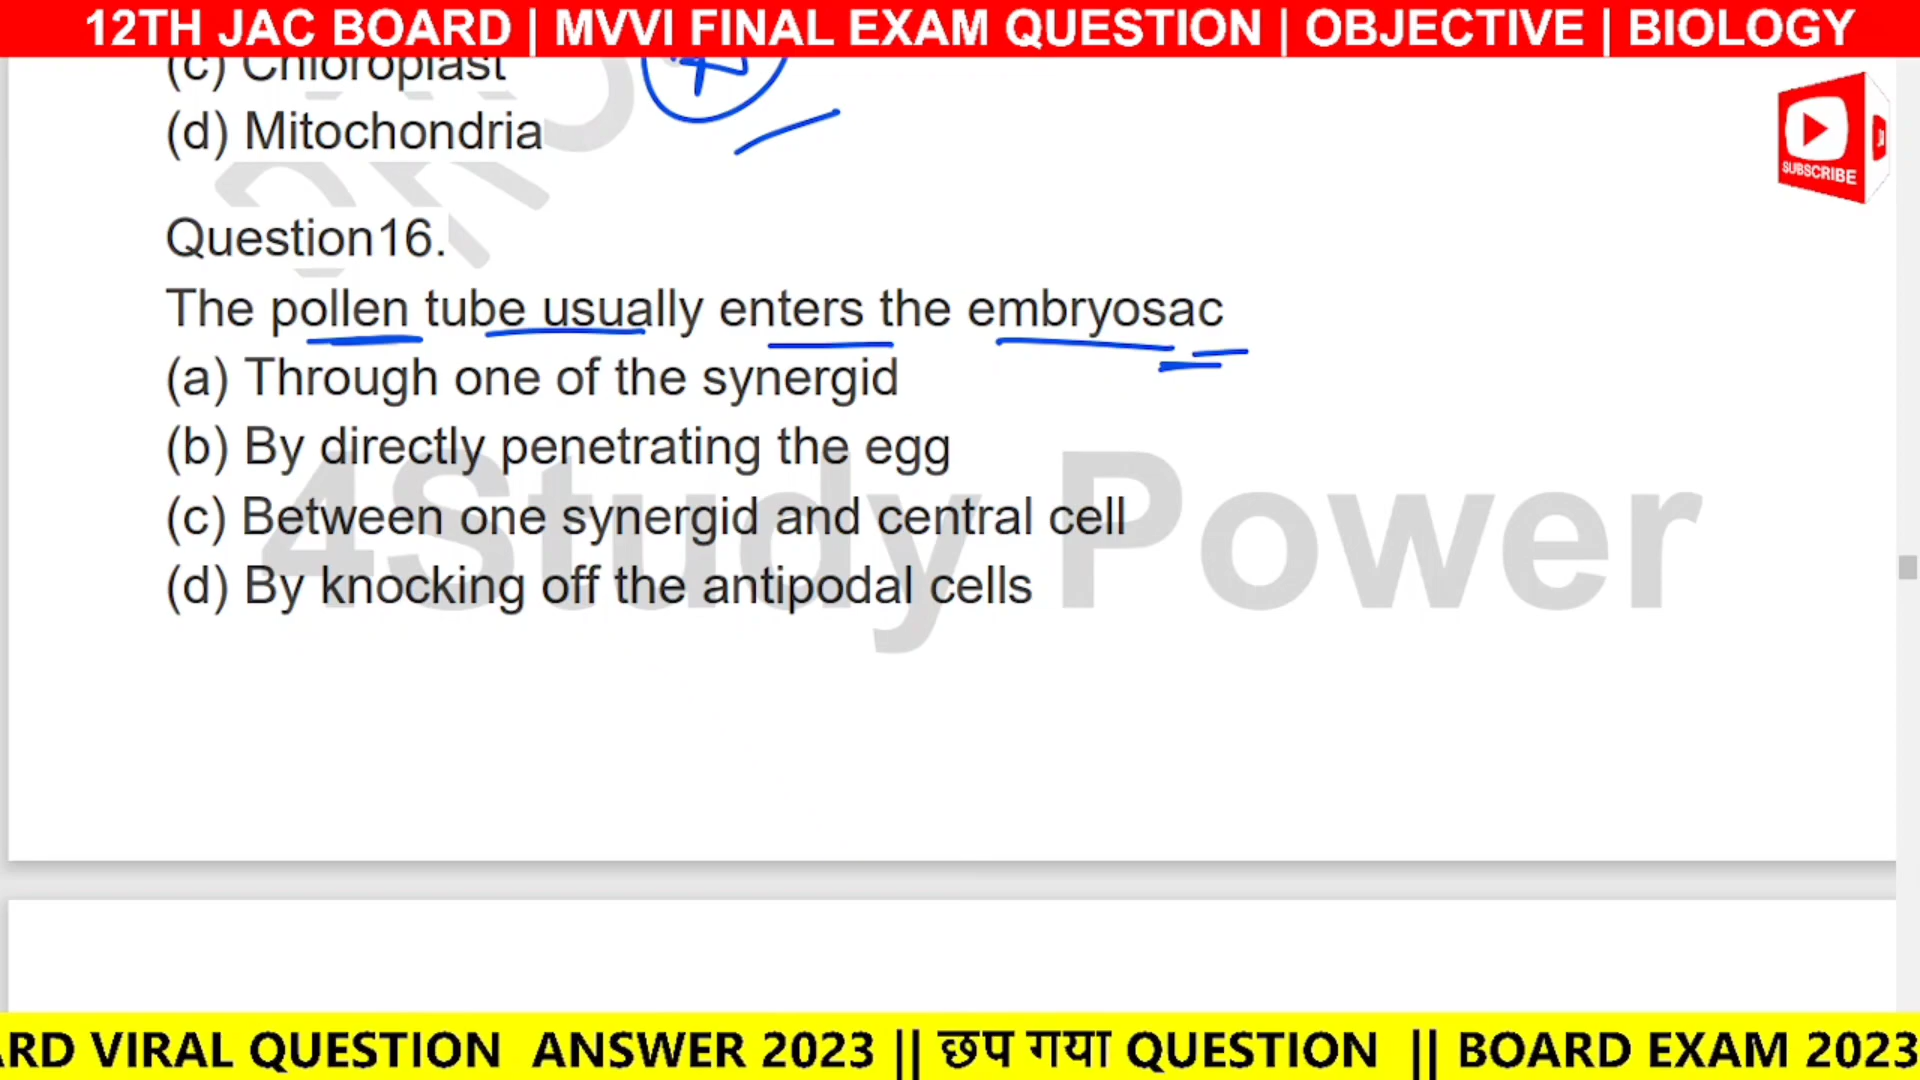 12TH JAC BOARD | MVVI FINAL EXAM QUESTION | OBJECTIVE | BIOLOGY
(c) Chloroplast
(d) Mitochondria
SUBSCRIBE
Question16.
The pollen tube usually enters the embryosac
(a) Through one of the synergid
(b) By directly penetrating the egg
(c) Between one synergid and central cell
(d) By knocking off the antipodal cells
4Study Power
ARD VIRAL QUESTION ANSWER 2023 || छप गया QUESTION || BOARD EXAM 2023